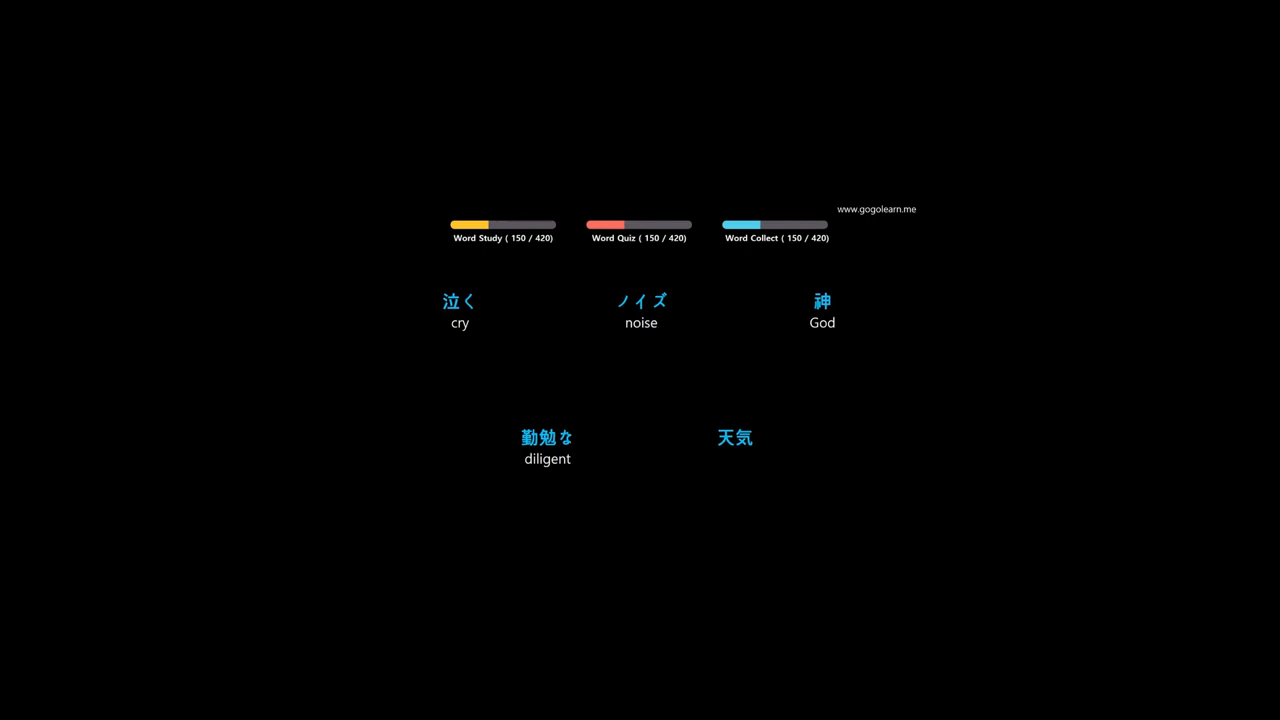 www.gogolearn.me
Word Study ( 150 / 420)
Word Quiz ( 150 / 420)
Word Collect ( 150 / 420)
泣く
cry
ノイズ
noise
神
God
勤勉な
diligent
天気